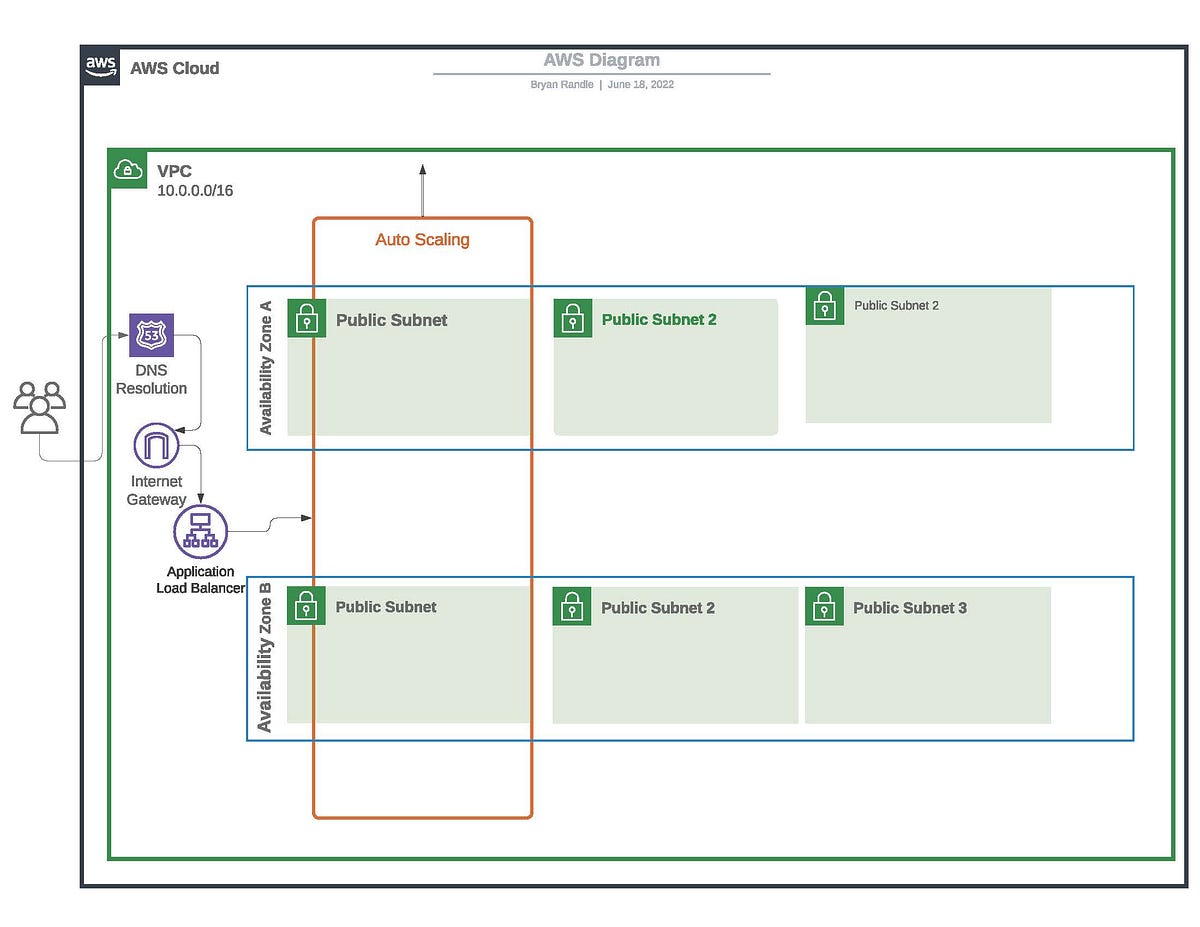 aws
AWS Cloud
AWS Diagram
Bryan Randle | June 18, 2022
VPC
10.0.0.0/16
Auto Scaling
Availability Zone A
Public Subnet
Public Subnet 2
Public Subnet 2
53
DNS
Resolution
Internet
Gateway
Application
Load Balancer
Availability Zone B
Public Subnet
Public Subnet 2
Public Subnet 3